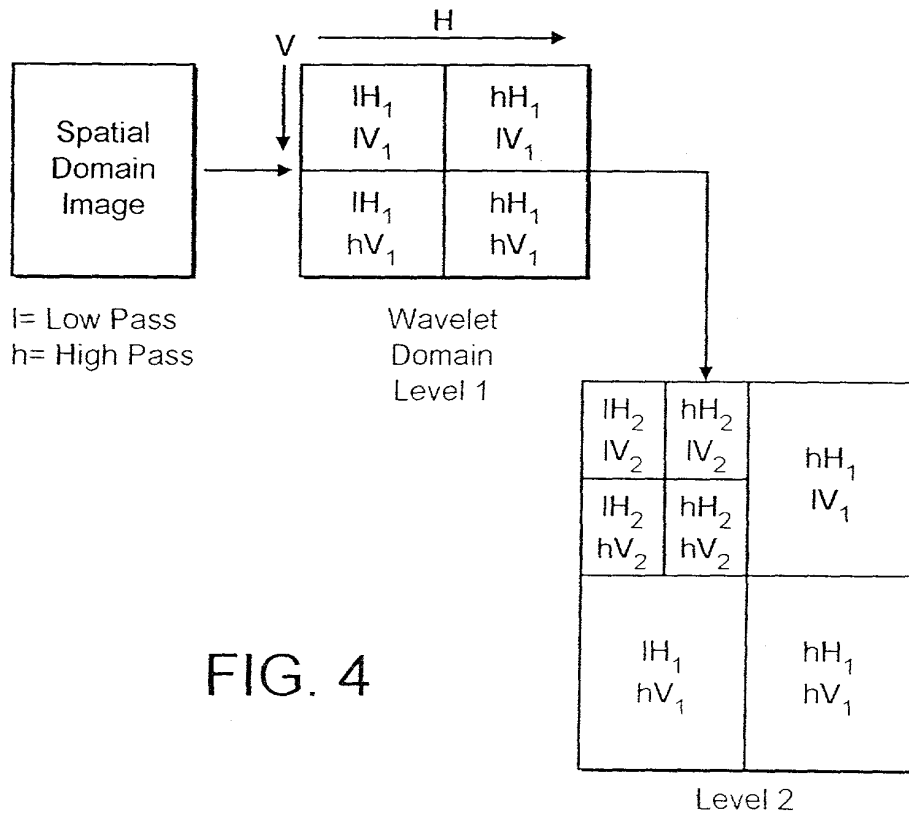 H
V
Spatial
Domain
Image
lH₁
lV₁
hH₁
lV₁
lH₁
hV₁
hH₁
hV₁
l= Low Pass
h= High Pass
Wavelet
Domain
Level 1
lH₂
lV₂
hH₂
lV₂
lH₂
hV₂
hH₂
hV₂
hH₁
lV₁
lH₁
hV₁
hH₁
hV₁
FIG. 4
Level 2